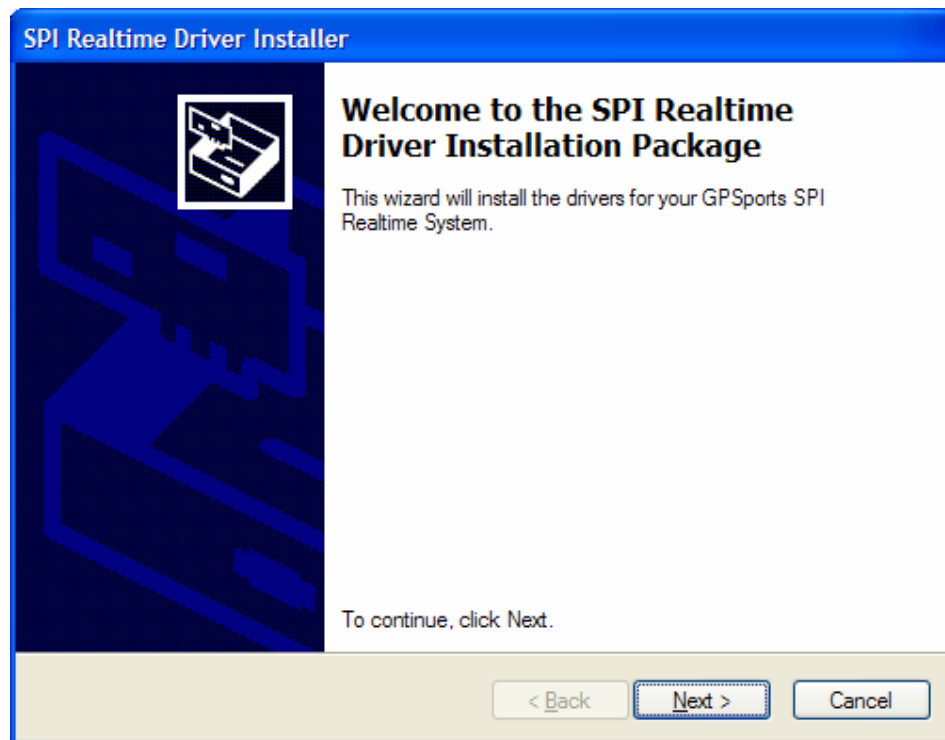 SPI Realtime Driver Installer
Welcome to the SPI Realtime
Driver Installation Package
This wizard will install the drivers for your GPSports SPI
Realtime System.
To continue, click Next.
< Back
Next >
Cancel